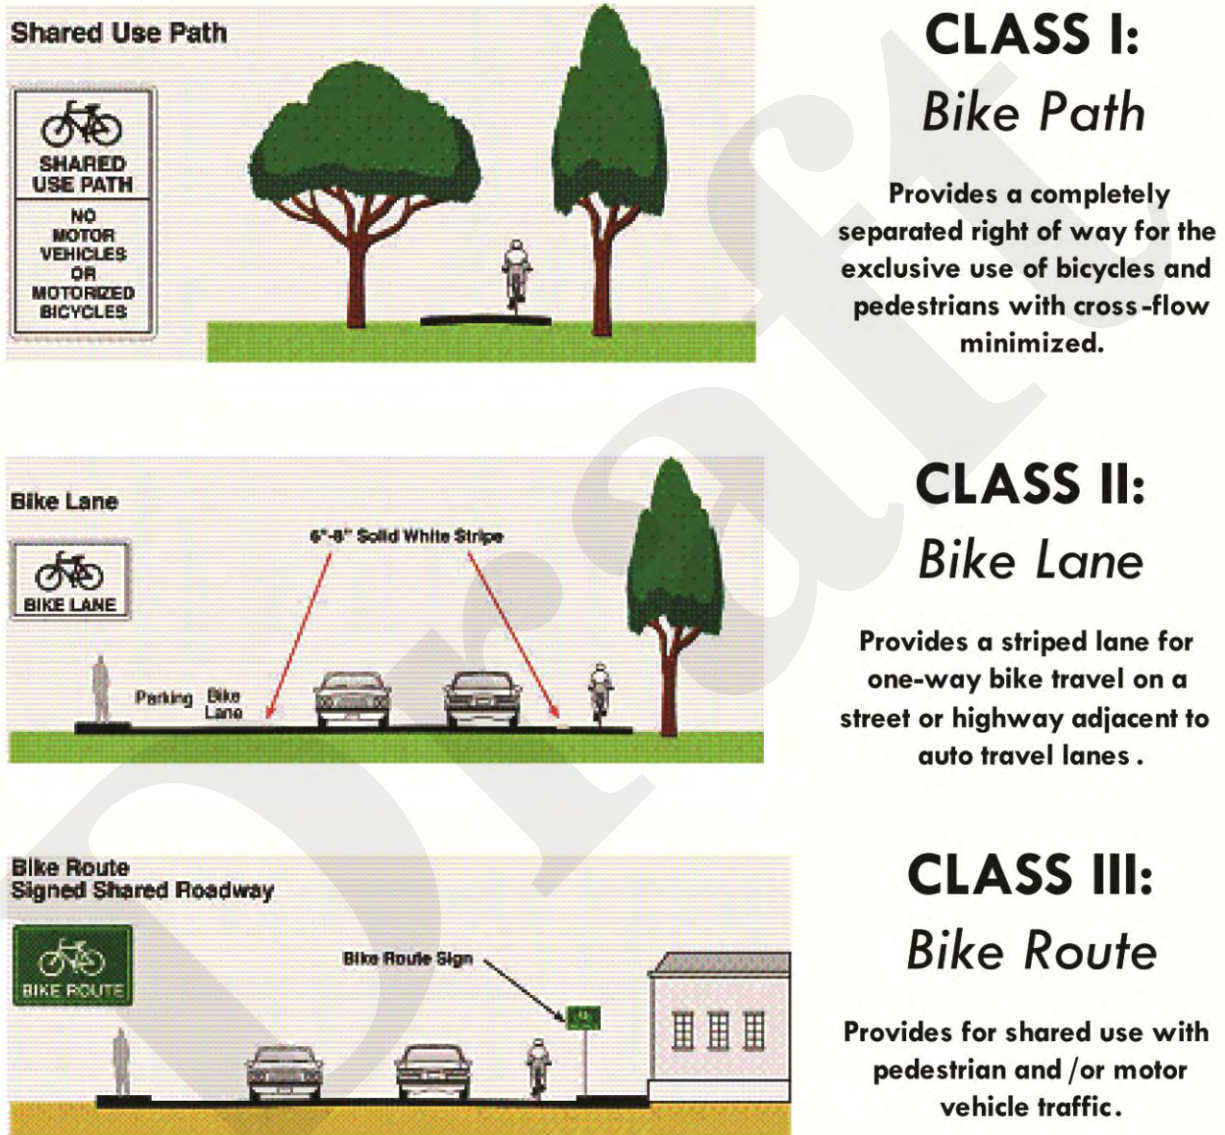 Shared Use Path
SHARED
USE PATH
NO
MOTOR
VEHICLES
OR
MOTORIZED
BICYCLES
CLASS I:
Bike Path
Provides a completely
separated right of way for the
exclusive use of bicycles and
pedestrians with cross-flow
minimized.
Bike Lane
BIKE LANE
6"-8" Solid White Stripe
Parking
Bike
Lane
CLASS II:
Bike Lane
Provides a striped lane for
one-way bike travel on a
street or highway adjacent to
auto travel lanes .
Bike Route
Signed Shared Roadway
BIKE ROUTE
Bike Route Sign
CLASS III:
Bike Route
Provides for shared use with
pedestrian and /or motor
vehicle traffic.
Draft